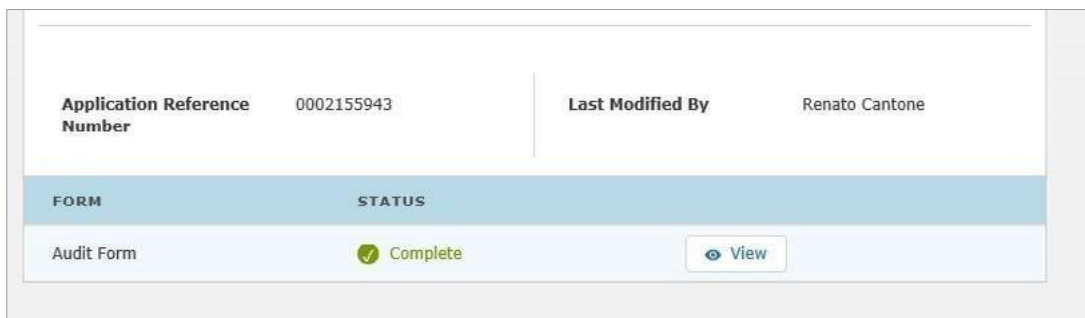 Application Reference Number 0002155943 Last Modified By Renato Cantone
FORM STATUS
Audit Form Complete View